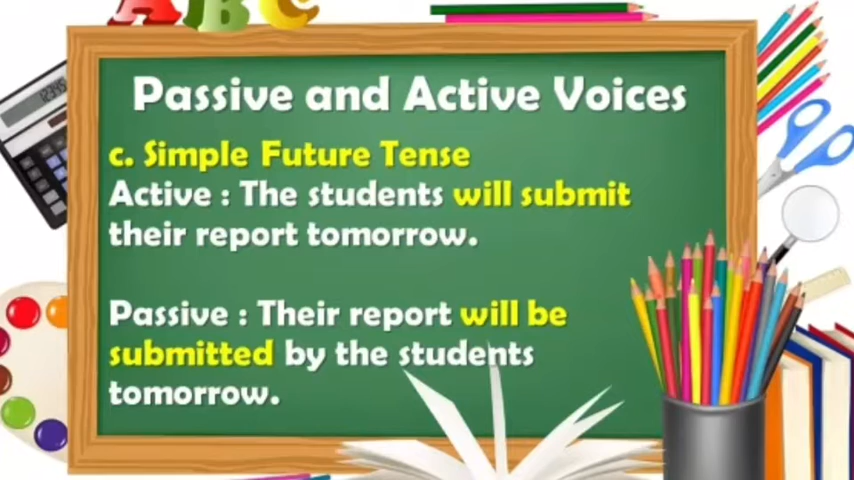 ABC
Passive and Active Voices
c. Simple Future Tense
Active : The students will submit
their report tomorrow.
Passive : Their report will be
submitted by the students
tomorrow.